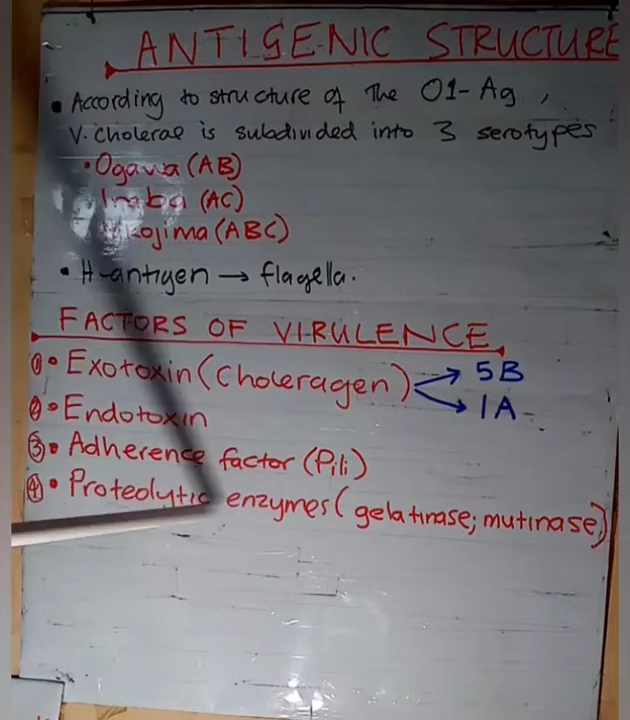 ANTIGENIC STRUCTURE
• According to structure of The O1-Ag,
V. Cholerae is subdivided into 3 serotypes
• Ogawa (AB)
(AC)
(ABC)
• H-antigen → flagella.
FACTORS OF VIRULENCE
① • Exotoxin (Choleragen) 5B
1A
② • Endotoxin
③ • Adherence factor (Pili)
④ • Proteolytic enzymes (gelatinase; mutinase)